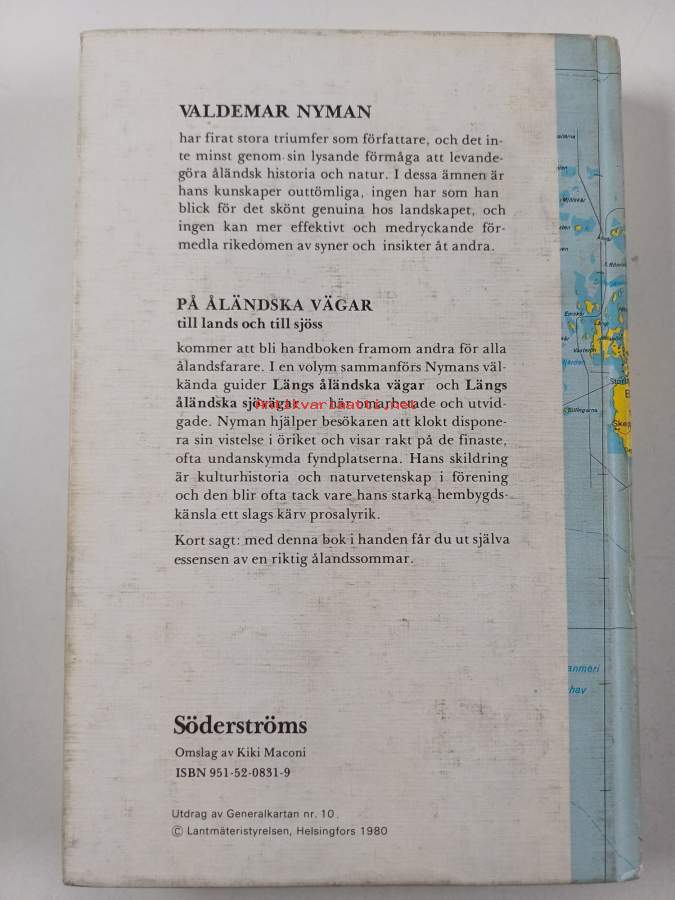 VALDEMAR NYMAN
har firat stora triumfer som författare, och det in-
te minst genom sin lysande förmåga att levande-
göra åländsk historia och natur. I dessa ämnen är
hans kunskaper outtömliga, ingen har som han
blick för det skönt genuina hos landskapet, och
ingen kan mer effektivt och medryckande för-
medla rikedomen av syner och insikter åt andra.
PÅ ÅLÄNDSKA VÄGAR
till lands och till sjöss
kommer att bli handboken framom andra för alla
ålandsfarare. I en volym sammanförs Nymans väl-
kända guider Längs åländska vägar och Längs
åländska sjövägar — här omarbetade och utvid-
antikvariaatti.net
gade. Nyman hjälper besökaren att klokt dispone-
ra sin vistelse i öriket och visar rakt på de finaste,
ofta undanskymda fyndplatserna. Hans skildring
är kulturhistoria och naturvetenskap i förening
och den blir ofta tack vare hans starka hembygds-
känsla ett slags kärv prosalyrik.
Kort sagt: med denna bok i handen får du ut själva
essensen av en riktig ålandssommar.
Söderströms
Omslag av Kiki Maconi
ISBN 951-52-0831-9
Utdrag av Generalkartan nr. 10.
© Lantmäteristyrelsen, Helsingfors 1980
anmeri
hav